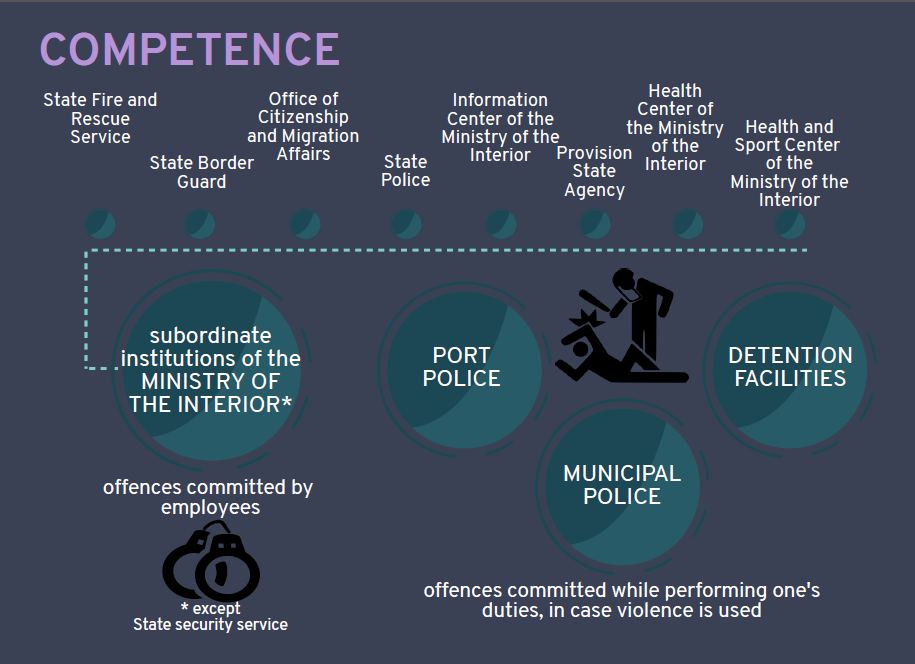 COMPETENCE
State Fire and
Rescue
Service
State Border
Guard
Office of
Citizenship
and Migration
Affairs
State
Police
Information
Center of the
Ministry of the
Interior
Provision
State
Agency
Health
Center of
the Ministry
of the
Interior
Health and
Sport Center
of the
Ministry of the
Interior
subordinate
institutions of the
MINISTRY OF
THE INTERIOR*
offences committed by
employees
* except
State security service
PORT
POLICE
MUNICIPAL
POLICE
DETENTION
FACILITIES
offences committed while performing one's
duties, in case violence is used